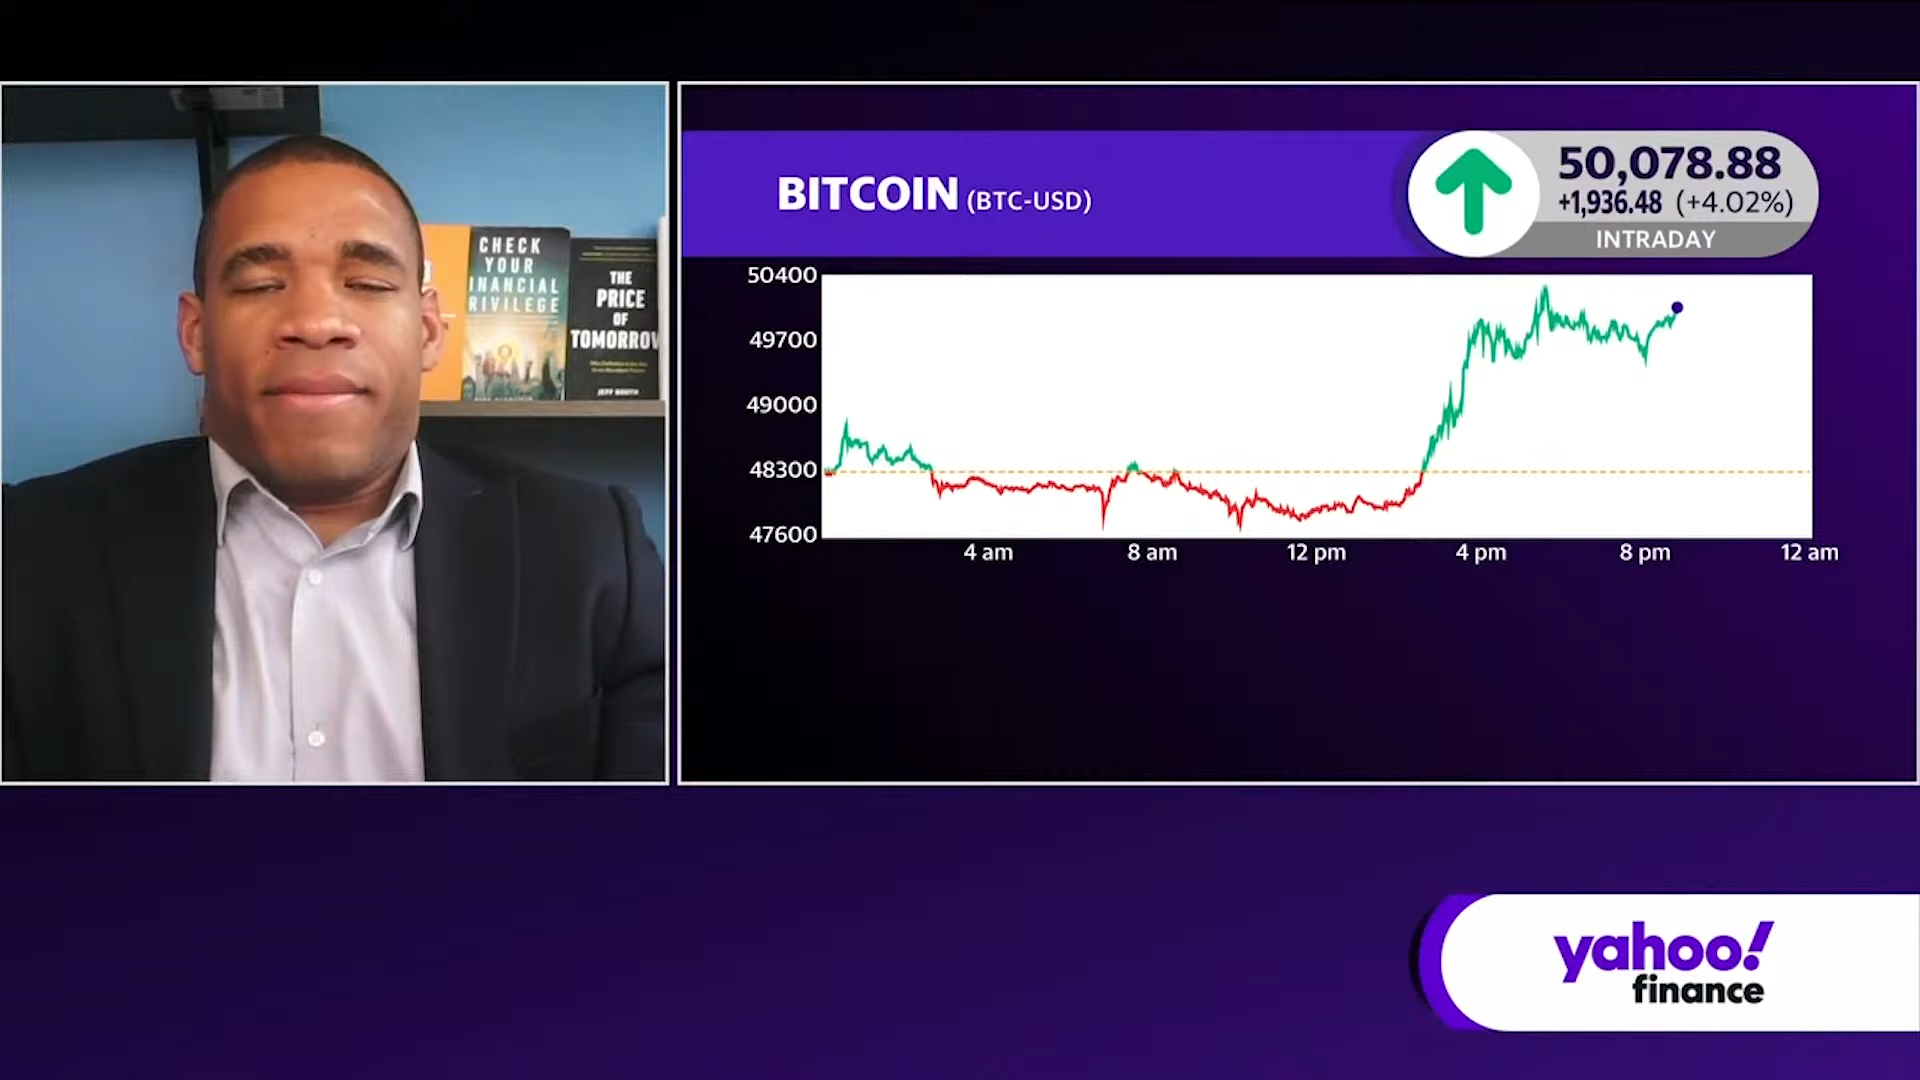 CHECK
YOUR
INANCIAL
RIVILEGE
THE
PRICE
OF
TOMORROW
JEFF BOOTH
BITCOIN (BTC-USD)
50,078.88
+1,936.48 (+4.02%)
INTRADAY
50400
49700
49000
48300
47600
4 am
8 am
12 pm
4 pm
8 pm
12 am
yahoo!
finance